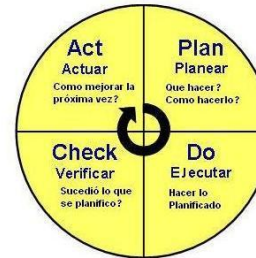 Act
Actuar
Como mejorar la
próxima vez?
Plan
Planear
Que hacer?
Como hacerlo?
Check
Verificar
Sucedió lo que
se planífico?
Do
EJecutar
Hacer lo
Planificado